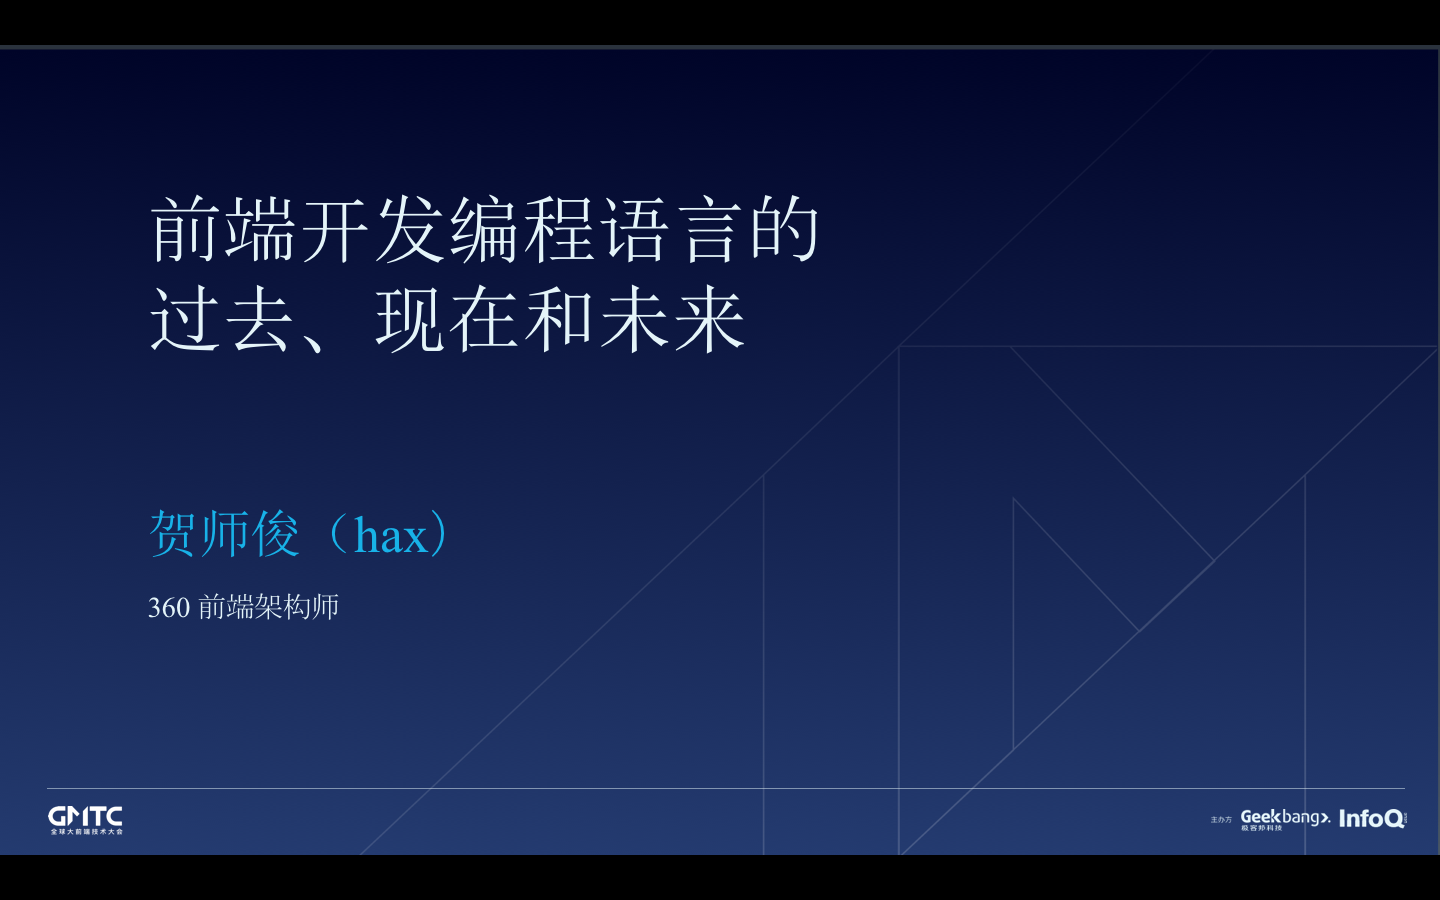 前端开发编程语言的
过去、现在和未来
贺师俊（hax）
360 前端架构师
GMTC
全球大前端技术大会
主办方
Geekbang>.
极客邦科技
InfoQ